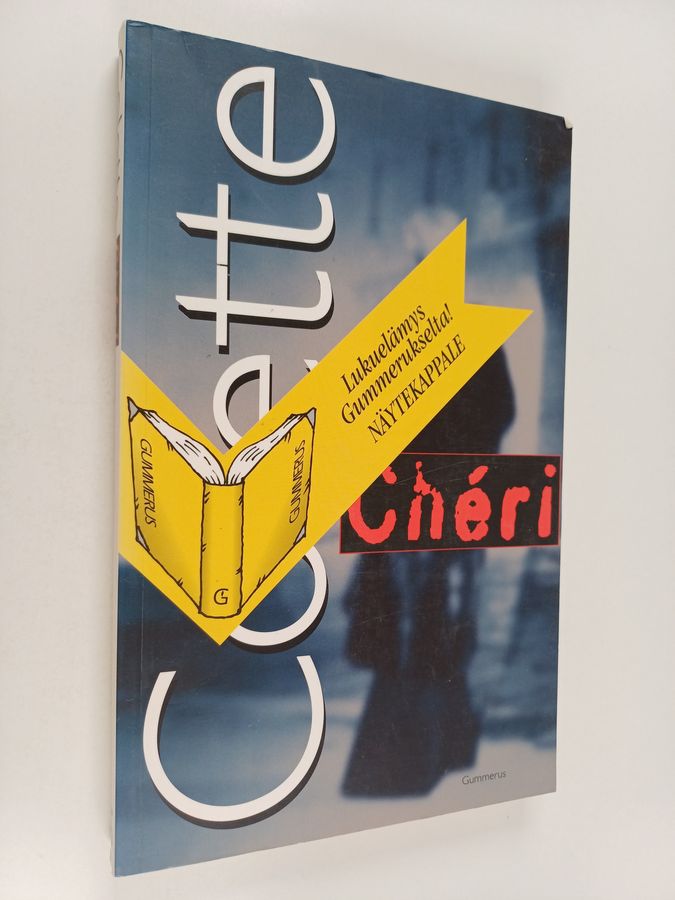 Colette
Lukuelämys
Gummerukselta!
NÄYTEKAPPALE
GUMMERUS
GUMMERUS
G
Chéri
Gummerus